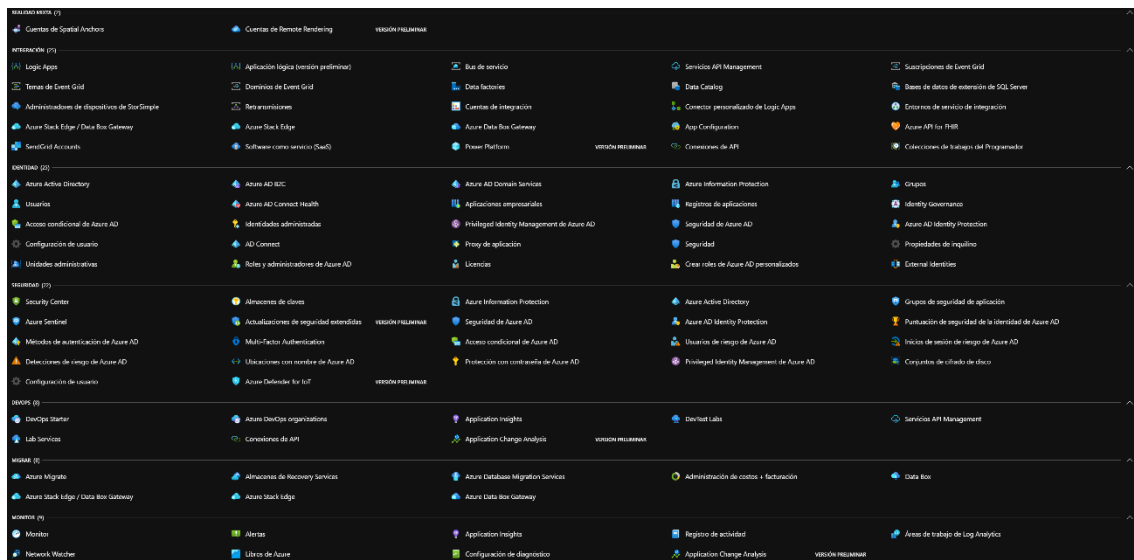 REALIDAD MIXTA (2)
Cuentas de Spatial Anchors Cuentas de Remote Rendering VERSIÓN PRELIMINAR
INTEGRACIÓN (25)
Logic Apps Aplicación lógica (versión preliminar) Bus de servicio Servicios API Management Suscripciones de Event Grid
Temas de Event Grid Dominios de Event Grid Data factories Data Catalog Bases de datos de extensión de SQL Server
Administradores de dispositivos de StorSimple Retransmisiones Cuentas de integración Conector personalizado de Logic Apps Entornos de servicio de integración
Azure Stack Edge / Data Box Gateway Azure Stack Edge Azure Data Box Gateway App Configuration Azure API for FHIR
SendGrid Accounts Software como servicio (SaaS) Power Platform VERSIÓN PRELIMINAR Conexiones de API Colecciones de trabajos del Programador
IDENTIDAD (25)
Azure Active Directory Azure AD B2C Azure AD Domain Services Azure Information Protection Grupos
Usuarios Azure AD Connect Health Aplicaciones empresariales Registros de aplicaciones Identity Governance
Acceso condicional de Azure AD Identidades administradas Privileged Identity Management de Azure AD Seguridad de Azure AD Azure AD Identity Protection
Configuración de usuario AD Connect Proxy de aplicación Seguridad Propiedades de inquilino
Unidades administrativas Roles y administradores de Azure AD Licencias Crear roles de Azure AD personalizados External Identities
SEGURIDAD (22)
Security Center Almacenes de claves Azure Information Protection Azure Active Directory Grupos de seguridad de aplicación
Azure Sentinel Actualizaciones de seguridad extendidas VERSIÓN PRELIMINAR Seguridad de Azure AD Azure AD Identity Protection Puntuación de seguridad de la identidad de Azure AD
Métodos de autenticación de Azure AD Multi-Factor Authentication Acceso condicional de Azure AD Usuarios de riesgo de Azure AD Inicios de sesión de riesgo de Azure AD
Detecciones de riesgo de Azure AD Ubicaciones con nombre de Azure AD Protección con contraseña de Azure AD Privileged Identity Management de Azure AD Conjuntos de cifrado de disco
Configuración de usuario Azure Defender for IoT VERSIÓN PRELIMINAR
DEVOPS (8)
DevOps Starter Azure DevOps organizations Application Insights DevTest Labs Servicios API Management
Lab Services Conexiones de API Application Change Analysis VERSIÓN PRELIMINAR
MIGRAR (8)
Azure Migrate Almacenes de Recovery Services Azure Database Migration Services Administración de costos + facturación Data Box
Azure Stack Edge / Data Box Gateway Azure Stack Edge Azure Data Box Gateway
MONITOR (9)
Monitor Alertas Application Insights Registro de actividad Áreas de trabajo de Log Analytics
Network Watcher Libros de Azure Configuración de diagnóstico Application Change Analysis VERSIÓN PRELIMINAR